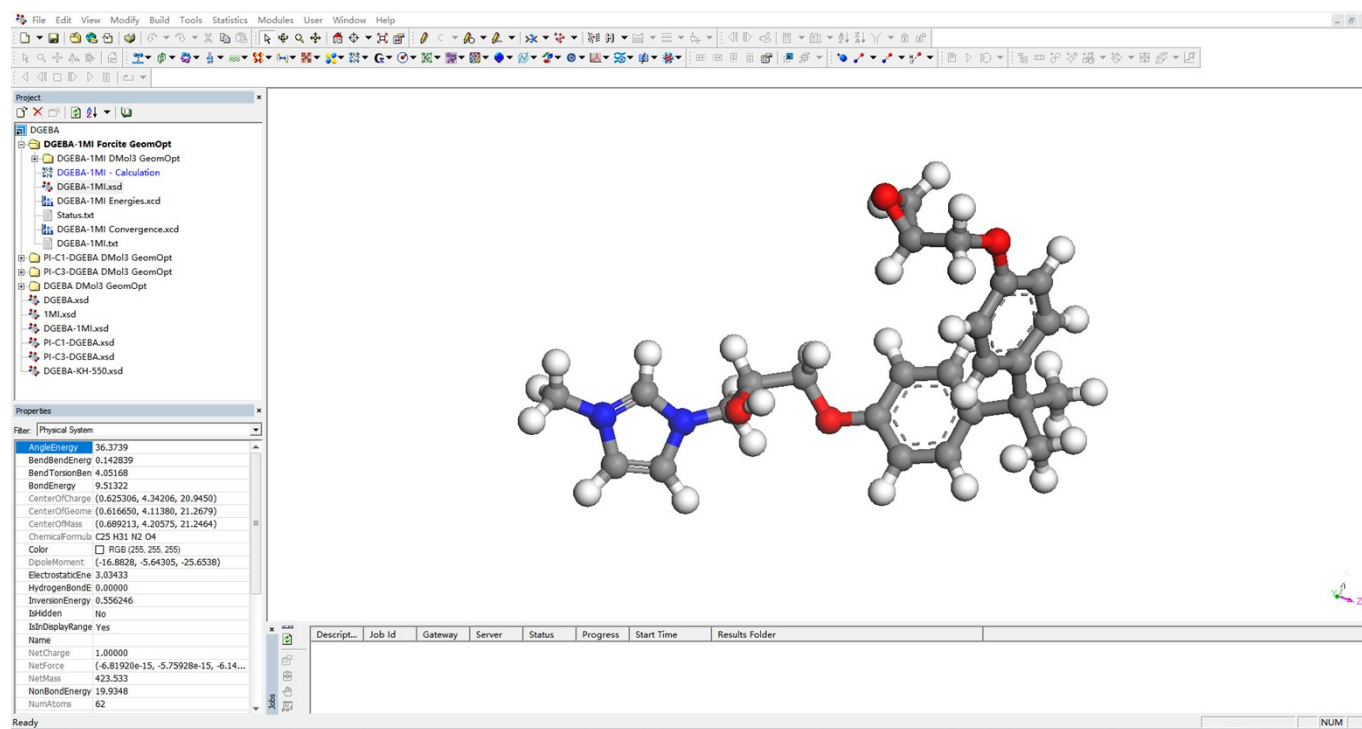 File Edit View Modify Build Tools Statistics Modules User Window Help
Project
DGEBA
DGEBA-1MI Forcite GeomOpt
DGEBA-1MI DMol3 GeomOpt
DGEBA-1MI - Calculation
DGEBA-1MI.xsd
DGEBA-1MI Energies.xcd
Status.txt
DGEBA-1MI Convergence.xcd
DGEBA-1MI.txt
PI-C1-DGEBA DMol3 GeomOpt
PI-C3-DGEBA DMol3 GeomOpt
DGEBA DMol3 GeomOpt
DGEBA.xsd
1MI.xsd
DGEBA-1MI.xsd
PI-C1-DGEBA.xsd
PI-C3-DGEBA.xsd
DGEBA-KH-550.xsd
Properties
Filter: Physical System
AngleEnergy 36.3739
BendBendEnerg 0.142839
BendTorsionBen 4.05168
BondEnergy 9.51322
CenterOfCharge (0.625306, 4.34206, 20.9450)
CenterOfGeome (0.616650, 4.11380, 21.2679)
CenterOfMass (0.689213, 4.20575, 21.2464)
ChemicalFormula C25 H31 N2 O4
Color RGB (255, 255, 255)
DipoleMoment (-16.8828, -5.64305, -25.6538)
ElectrostaticEne 3.03433
HydrogenBondE 0.00000
InversionEnergy 0.556246
IsHidden No
IsInDisplayRange Yes
Name
NetCharge 1.00000
NetForce (-6.81920e-15, -5.75928e-15, -6.14...
NetMass 423.533
NonBondEnergy 19.9348
NumAtoms 62
Z
Jobs
Descript... Job Id Gateway Server Status Progress Start Time Results Folder
Ready
NUM